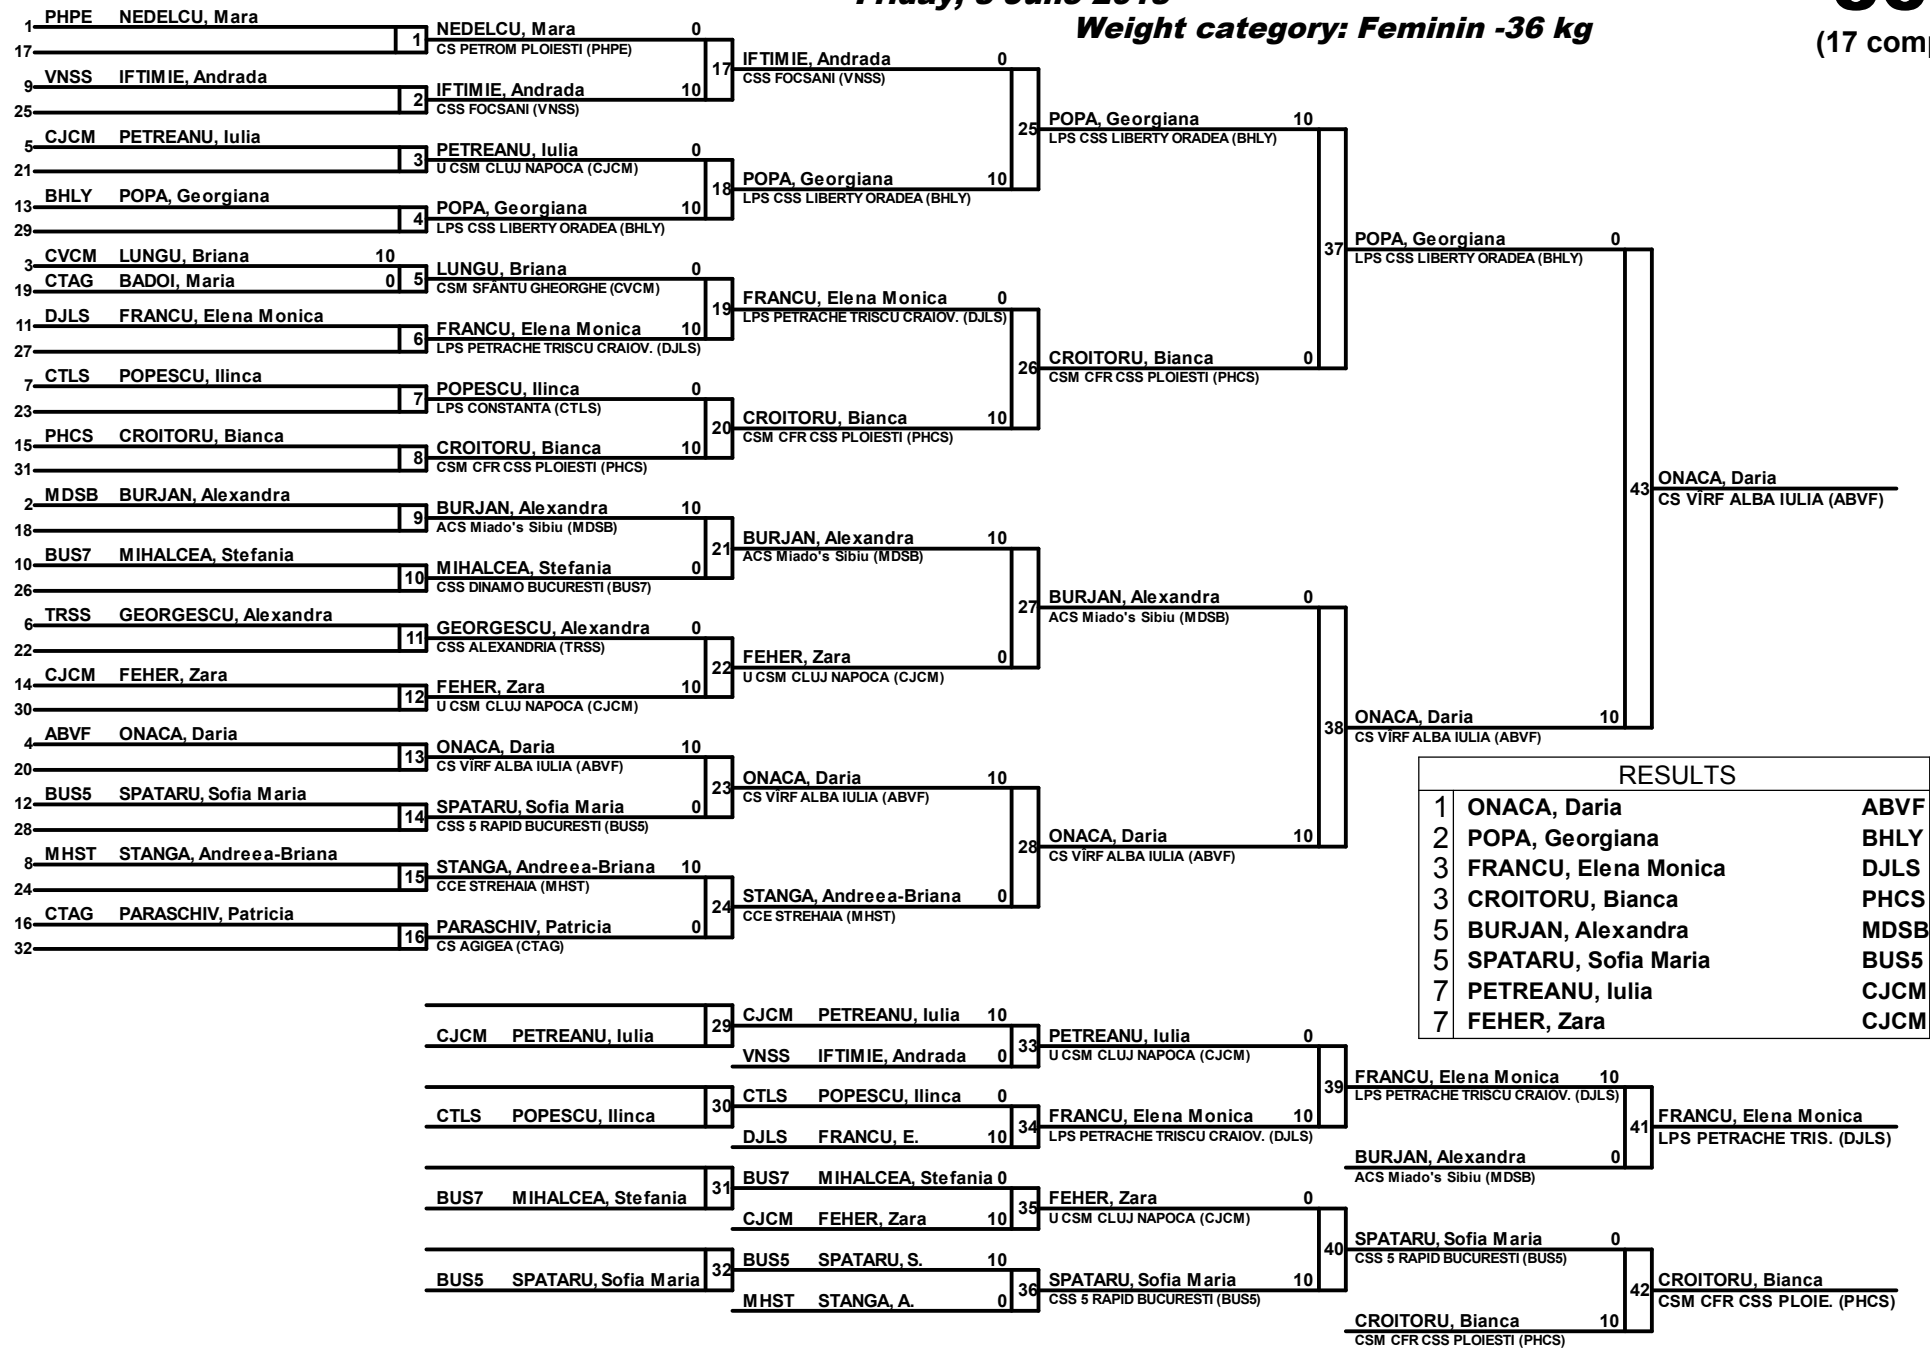 Weight category: Feminin -36 kg
1 PHPE NEDELCU, Mara
17
1
9 VNSS IFTIMIE, Andrada
25
2
5 CJCM PETREANU, Iulia
21
3
13 BHLY POPA, Georgiana
29
4
3 CVCM LUNGU, Briana 10
19 CTAG BADOI, Maria 0
5
11 DJLS FRANCU, Elena Monica
27
6
7 CTLS POPESCU, Ilinca
23
7
15 PHCS CROITORU, Bianca
31
8
2 MDSB BURJAN, Alexandra
18
9
10 BUS7 MIHALCEA, Stefania
26
10
6 TRSS GEORGESCU, Alexandra
22
11
14 CJCM FEHER, Zara
30
12
4 ABVF ONACA, Daria
20
13
12 BUS5 SPATARU, Sofia Maria
28
14
8 MHST STANGA, Andreea-Briana
24
15
16 CTAG PARASCHIV, Patricia
32
16
NEDELCU, Mara 0
CS PETROM PLOIESTI (PHPE)
17
IFTIMIE, Andrada 10
CSS FOCSANI (VNSS)
PETREANU, Iulia 0
U CSM CLUJ NAPOCA (CJCM)
18
POPA, Georgiana 10
LPS CSS LIBERTY ORADEA (BHLY)
LUNGU, Briana 0
CSM SFÂNTU GHEORGHE (CVCM)
19
FRANCU, Elena Monica 10
LPS PETRACHE TRISCU CRAIOV. (DJLS)
POPESCU, Ilinca 0
LPS CONSTANTA (CTLS)
20
CROITORU, Bianca 10
CSM CFR CSS PLOIESTI (PHCS)
BURJAN, Alexandra 10
ACS Miado's Sibiu (MDSB)
21
MIHALCEA, Stefania 0
CSS DINAMO BUCURESTI (BUS7)
GEORGESCU, Alexandra 0
CSS ALEXANDRIA (TRSS)
22
FEHER, Zara 10
U CSM CLUJ NAPOCA (CJCM)
ONACA, Daria 10
CS VÎRF ALBA IULIA (ABVF)
23
SPATARU, Sofia Maria 0
CSS 5 RAPID BUCURESTI (BUS5)
STANGA, Andreea-Briana 10
CCE STREHAIA (MHST)
24
PARASCHIV, Patricia 0
CS AGIGEA (CTAG)
IFTIMIE, Andrada 0
CSS FOCSANI (VNSS)
25
POPA, Georgiana 10
LPS CSS LIBERTY ORADEA (BHLY)
FRANCU, Elena Monica 0
LPS PETRACHE TRISCU CRAIOV. (DJLS)
26
CROITORU, Bianca 10
CSM CFR CSS PLOIESTI (PHCS)
BURJAN, Alexandra 10
ACS Miado's Sibiu (MDSB)
27
FEHER, Zara 0
U CSM CLUJ NAPOCA (CJCM)
ONACA, Daria 10
CS VÎRF ALBA IULIA (ABVF)
28
STANGA, Andreea-Briana 0
CCE STREHAIA (MHST)
POPA, Georgiana 10
LPS CSS LIBERTY ORADEA (BHLY)
37
CROITORU, Bianca 0
CSM CFR CSS PLOIESTI (PHCS)
BURJAN, Alexandra 0
ACS Miado's Sibiu (MDSB)
38
ONACA, Daria 10
CS VÎRF ALBA IULIA (ABVF)
POPA, Georgiana 0
LPS CSS LIBERTY ORADEA (BHLY)
43
ONACA, Daria 10
CS VÎRF ALBA IULIA (ABVF)
ONACA, Daria
CS VÎRF ALBA IULIA (ABVF)
RESULTS
1 ONACA, Daria ABVF
2 POPA, Georgiana BHLY
3 FRANCU, Elena Monica DJLS
3 CROITORU, Bianca PHCS
5 BURJAN, Alexandra MDSB
5 SPATARU, Sofia Maria BUS5
7 PETREANU, Iulia CJCM
7 FEHER, Zara CJCM
CJCM PETREANU, Iulia
29
CTLS POPESCU, Ilinca
30
BUS7 MIHALCEA, Stefania
31
BUS5 SPATARU, Sofia Maria
32
CJCM PETREANU, Iulia 10
33
VNSS IFTIMIE, Andrada 0
CTLS POPESCU, Ilinca 0
34
DJLS FRANCU, E. 10
BUS7 MIHALCEA, Stefania 0
35
CJCM FEHER, Zara 10
BUS5 SPATARU, S. 10
36
MHST STANGA, A. 0
PETREANU, Iulia 0
U CSM CLUJ NAPOCA (CJCM)
39
FRANCU, Elena Monica 10
LPS PETRACHE TRISCU CRAIOV. (DJLS)
FEHER, Zara 0
U CSM CLUJ NAPOCA (CJCM)
40
SPATARU, Sofia Maria 10
CSS 5 RAPID BUCURESTI (BUS5)
FRANCU, Elena Monica 10
LPS PETRACHE TRISCU CRAIOV. (DJLS)
41
BURJAN, Alexandra 0
ACS Miado's Sibiu (MDSB)
SPATARU, Sofia Maria 0
CSS 5 RAPID BUCURESTI (BUS5)
42
CROITORU, Bianca 10
CSM CFR CSS PLOIESTI (PHCS)
FRANCU, Elena Monica
LPS PETRACHE TRIS. (DJLS)
CROITORU, Bianca
CSM CFR CSS PLOIE. (PHCS)